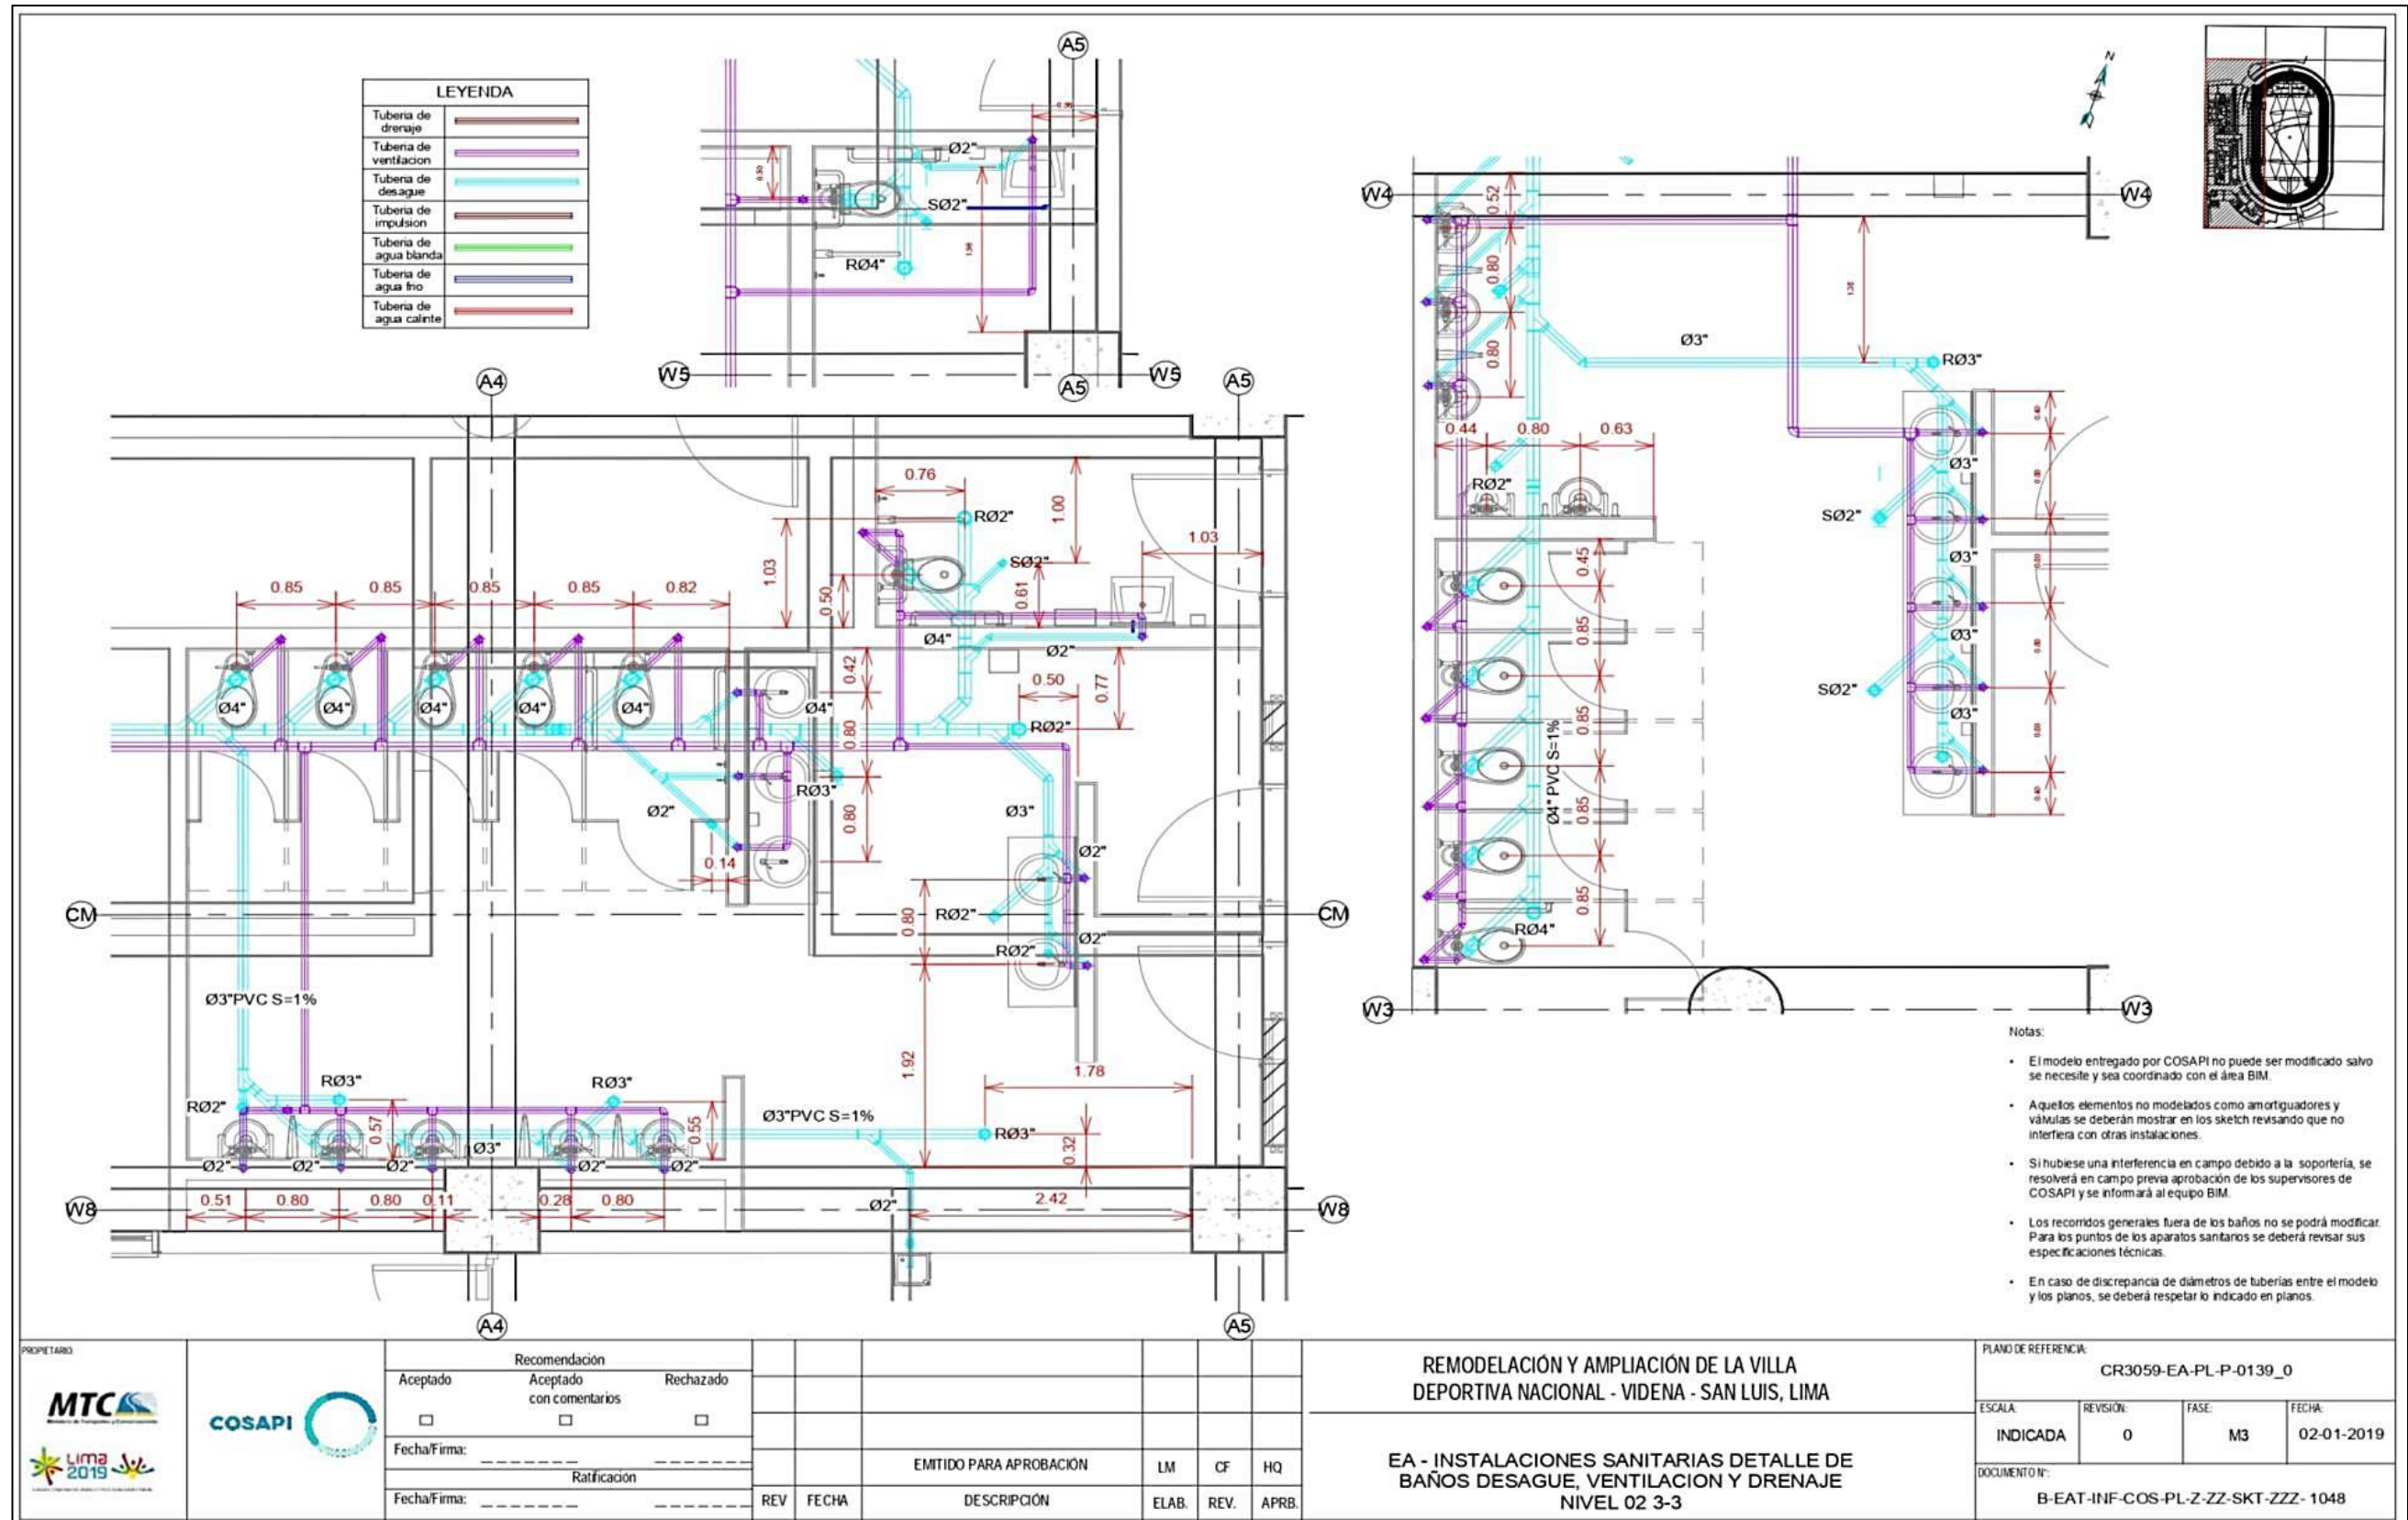 LEYENDA
Tuberia de
drenaje
Tuberia de
ventilacion
Tuberia de
desague
Tuberia de
impulsion
Tuberia de
agua blanda
Tuberia de
agua frio
Tuberia de
agua calinte
A5
Ø2"
0.50
SØ2"
RØ4"
W5
W5
A5
N
W4
W4
0.52
0.80
0.80
Ø3"
RØ3"
0.44
0.80
0.63
RØ2"
Ø3"
SØ2"
Ø3"
0.45
0.85
Ø3"
SØ2"
Ø3"
0.85
Ø4" PVC S=1%
0.85
0.85
RØ4"
W3
W3
A4
A5
0.76
RØ2"
1.00
1.03
1.03
SØ2"
0.85
0.85
0.85
0.85
0.82
0.50
0.61
Ø4"
Ø2"
0.42
0.50
0.77
Ø4"
Ø4"
Ø4"
Ø4"
Ø4"
Ø4"
RØ2"
0.80
RØ3"
Ø2"
0.80
Ø3"
0.14
Ø2"
CM
CM
0.80
RØ2"
Ø2"
RØ2"
Ø3"PVC S=1%
1.92
1.78
RØ3"
RØ3"
RØ2"
0.57
0.55
Ø3"PVC S=1%
RØ3"
0.32
Ø3"
Ø2"
Ø2"
Ø2"
Ø2"
Ø2"
W8
0.51
0.80
0.80
0.11
0.28
0.80
Ø2"
2.42
W8
A4
A5
Notas:
• El modelo entregado por COSAPI no puede ser modificado salvo
se necesite y sea coordinado con el área BIM.
• Aquellos elementos no modelados como amortiguadores y
válvulas se deberán mostrar en los sketch revisando que no
interfiera con otras instalaciones.
• Si hubiese una interferencia en campo debido a la soportería, se
resolverá en campo previa aprobación de los supervisores de
COSAPI y se informará al equipo BIM.
• Los recorridos generales fuera de los baños no se podrá modificar.
Para los puntos de los aparatos sanitarios se deberá revisar sus
especificaciones técnicas.
• En caso de discrepancia de diámetros de tuberías entre el modelo
y los planos, se deberá respetar lo indicado en planos.
PROPIETARIO:
MTC
Ministerio de Transportes y Comunicaciones
LIMA
2019
COSAPI
Recomendación
Aceptado
Aceptado
con comentarios
Rechazado
Fecha/Firma:
Ratificación
Fecha/Firma:
EMITIDO PARA APROBACIÓN
LM
CF
HQ
REV
FECHA
DESCRIPCIÓN
ELAB.
REV.
APRB.
REMODELACIÓN Y AMPLIACIÓN DE LA VILLA
DEPORTIVA NACIONAL - VIDENA - SAN LUIS, LIMA
EA - INSTALACIONES SANITARIAS DETALLE DE
BAÑOS DESAGUE, VENTILACION Y DRENAJE
NIVEL 02 3-3
PLANO DE REFERENCIA:
CR3059-EA-PL-P-0139_0
ESCALA:
INDICADA
REVISIÓN:
0
FASE:
M3
FECHA:
02-01-2019
DOCUMENTO N°:
B-EAT-INF-COS-PL-Z-ZZ-SKT-ZZZ- 1048